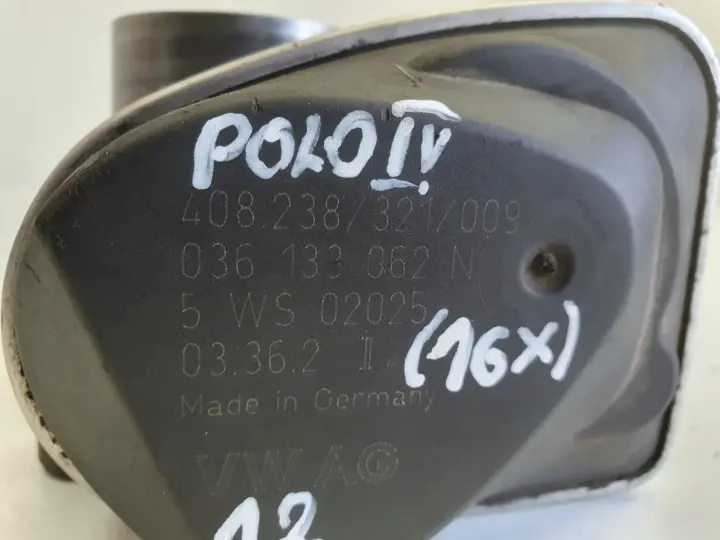 POLO IV
408.238/321/009
036 133 062 N
5 WS 02025
03.36.2 II
(16x)
Made in Germany
VW AG